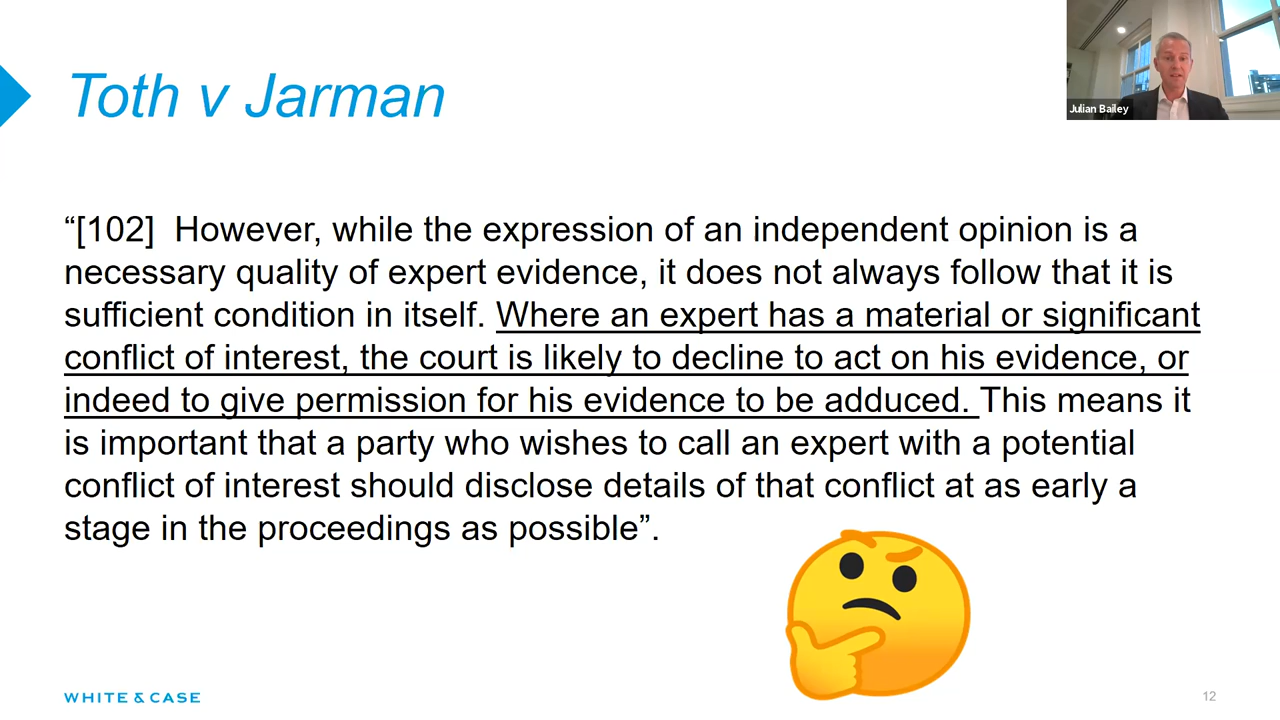 Toth v Jarman
Julian Bailey
“[102]  However, while the expression of an independent opinion is a
necessary quality of expert evidence, it does not always follow that it is
sufficient condition in itself. Where an expert has a material or significant
conflict of interest, the court is likely to decline to act on his evidence, or
indeed to give permission for his evidence to be adduced. This means it
is important that a party who wishes to call an expert with a potential
conflict of interest should disclose details of that conflict at as early a
stage in the proceedings as possible”.
WHITE & CASE
12